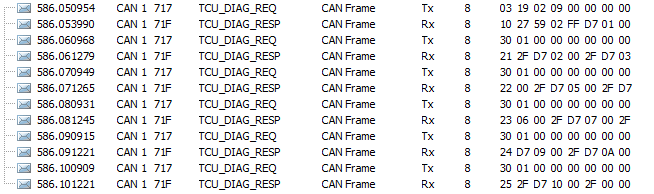 586.050954 CAN 1 717 TCU_DIAG_REQ CAN Frame Tx 8 03 19 02 09 00 00 00 00
586.053990 CAN 1 71F TCU_DIAG_RESP CAN Frame Rx 8 10 27 59 02 FF D7 01 00
586.060968 CAN 1 717 TCU_DIAG_REQ CAN Frame Tx 8 30 01 00 00 00 00 00 00
586.061279 CAN 1 71F TCU_DIAG_RESP CAN Frame Rx 8 21 2F D7 02 00 2F D7 03
586.070949 CAN 1 717 TCU_DIAG_REQ CAN Frame Tx 8 30 01 00 00 00 00 00 00
586.071265 CAN 1 71F TCU_DIAG_RESP CAN Frame Rx 8 22 00 2F D7 05 00 2F D7
586.080931 CAN 1 717 TCU_DIAG_REQ CAN Frame Tx 8 30 01 00 00 00 00 00 00
586.081245 CAN 1 71F TCU_DIAG_RESP CAN Frame Rx 8 23 06 00 2F D7 07 00 2F
586.090915 CAN 1 717 TCU_DIAG_REQ CAN Frame Tx 8 30 01 00 00 00 00 00 00
586.091221 CAN 1 71F TCU_DIAG_RESP CAN Frame Rx 8 24 D7 09 00 2F D7 0A 00
586.100909 CAN 1 717 TCU_DIAG_REQ CAN Frame Tx 8 30 01 00 00 00 00 00 00
586.101221 CAN 1 71F TCU_DIAG_RESP CAN Frame Rx 8 25 2F D7 10 00 2F D7 00